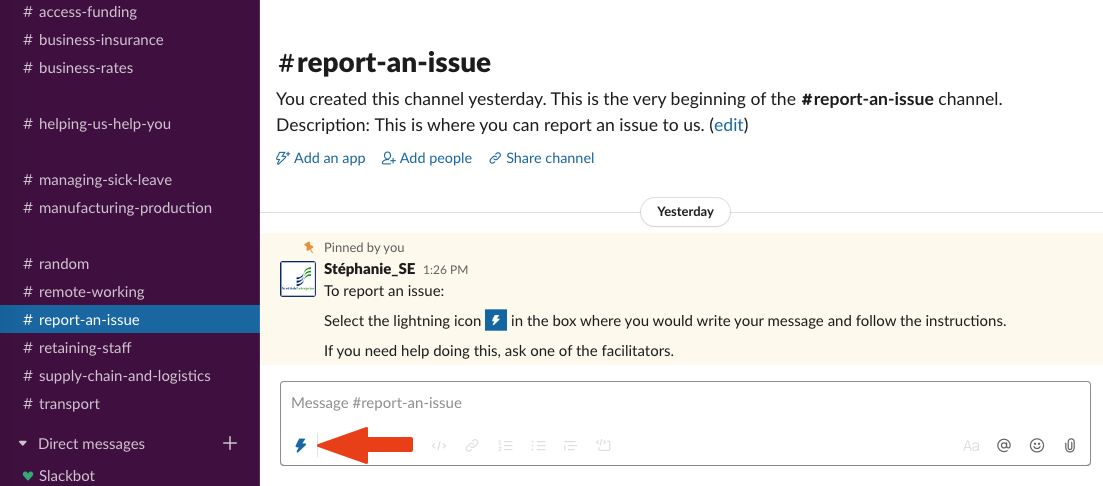 # access-funding
# business-insurance
# business-rates
# helping-us-help-you
# managing-sick-leave
# manufacturing-production
# random
# remote-working
# report-an-issue
# retaining-staff
# supply-chain-and-logistics
# transport
Direct messages +
Slackbot
#report-an-issue
You created this channel yesterday. This is the very beginning of the #report-an-issue channel.
Description: This is where you can report an issue to us. (edit)
Add an app Add people Share channel
Yesterday
Pinned by you
Stéphanie_SE 1:26 PM
To report an issue:
Select the lightning icon in the box where you would write your message and follow the instructions.
If you need help doing this, ask one of the facilitators.
Message #report-an-issue
</> Aa @